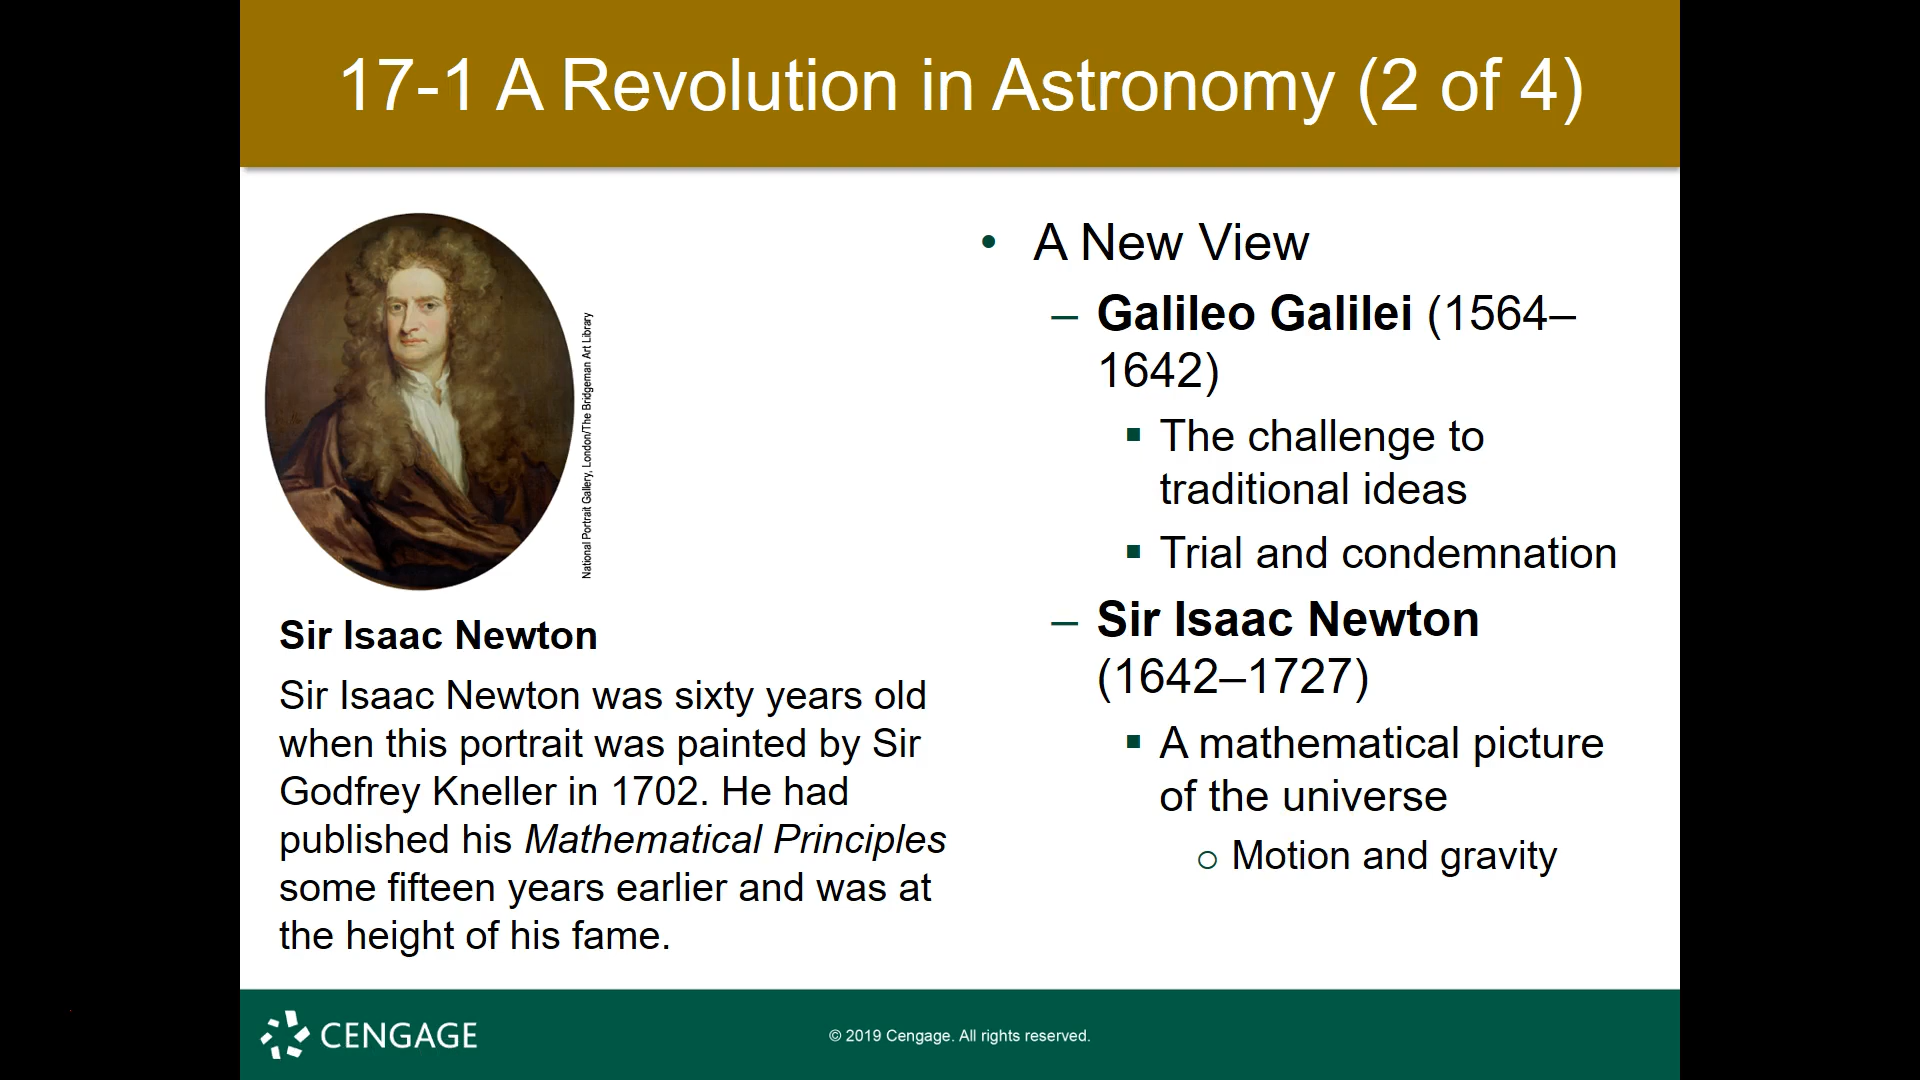 17-1 A Revolution in Astronomy (2 of 4)
National Portrait Gallery, London/The Bridgeman Art Library
Sir Isaac Newton
Sir Isaac Newton was sixty years old
when this portrait was painted by Sir
Godfrey Kneller in 1702. He had
published his Mathematical Principles
some fifteen years earlier and was at
the height of his fame.
• A New View
– Galileo Galilei (1564–
1642)
▪ The challenge to
traditional ideas
▪ Trial and condemnation
– Sir Isaac Newton
(1642–1727)
▪ A mathematical picture
of the universe
o Motion and gravity
CENGAGE
© 2019 Cengage. All rights reserved.